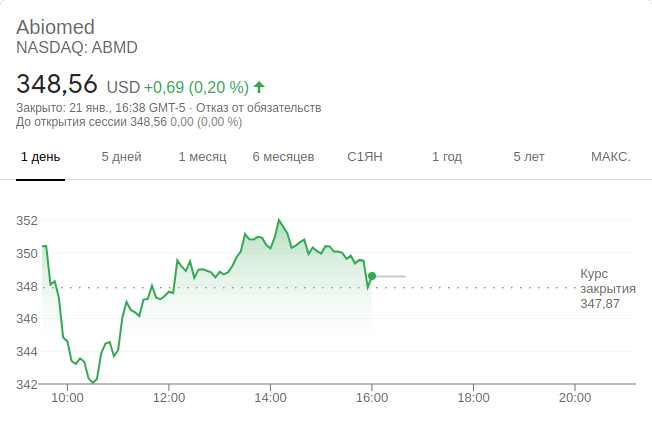 Abiomed
NASDAQ: ABMD
348,56 USD +0,69 (0,20 %)
Закрыто: 21 янв., 16:38 GMT-5 · Отказ от обязательств
До открытия сессии 348,56 0,00 (0,00 %)
1 день 5 дней 1 месяц 6 месяцев С1ЯН 1 год 5 лет МАКС.
352
350
Курс
348 закрытия
347,87
346
344
342
10:00 12:00 14:00 16:00 18:00 20:00